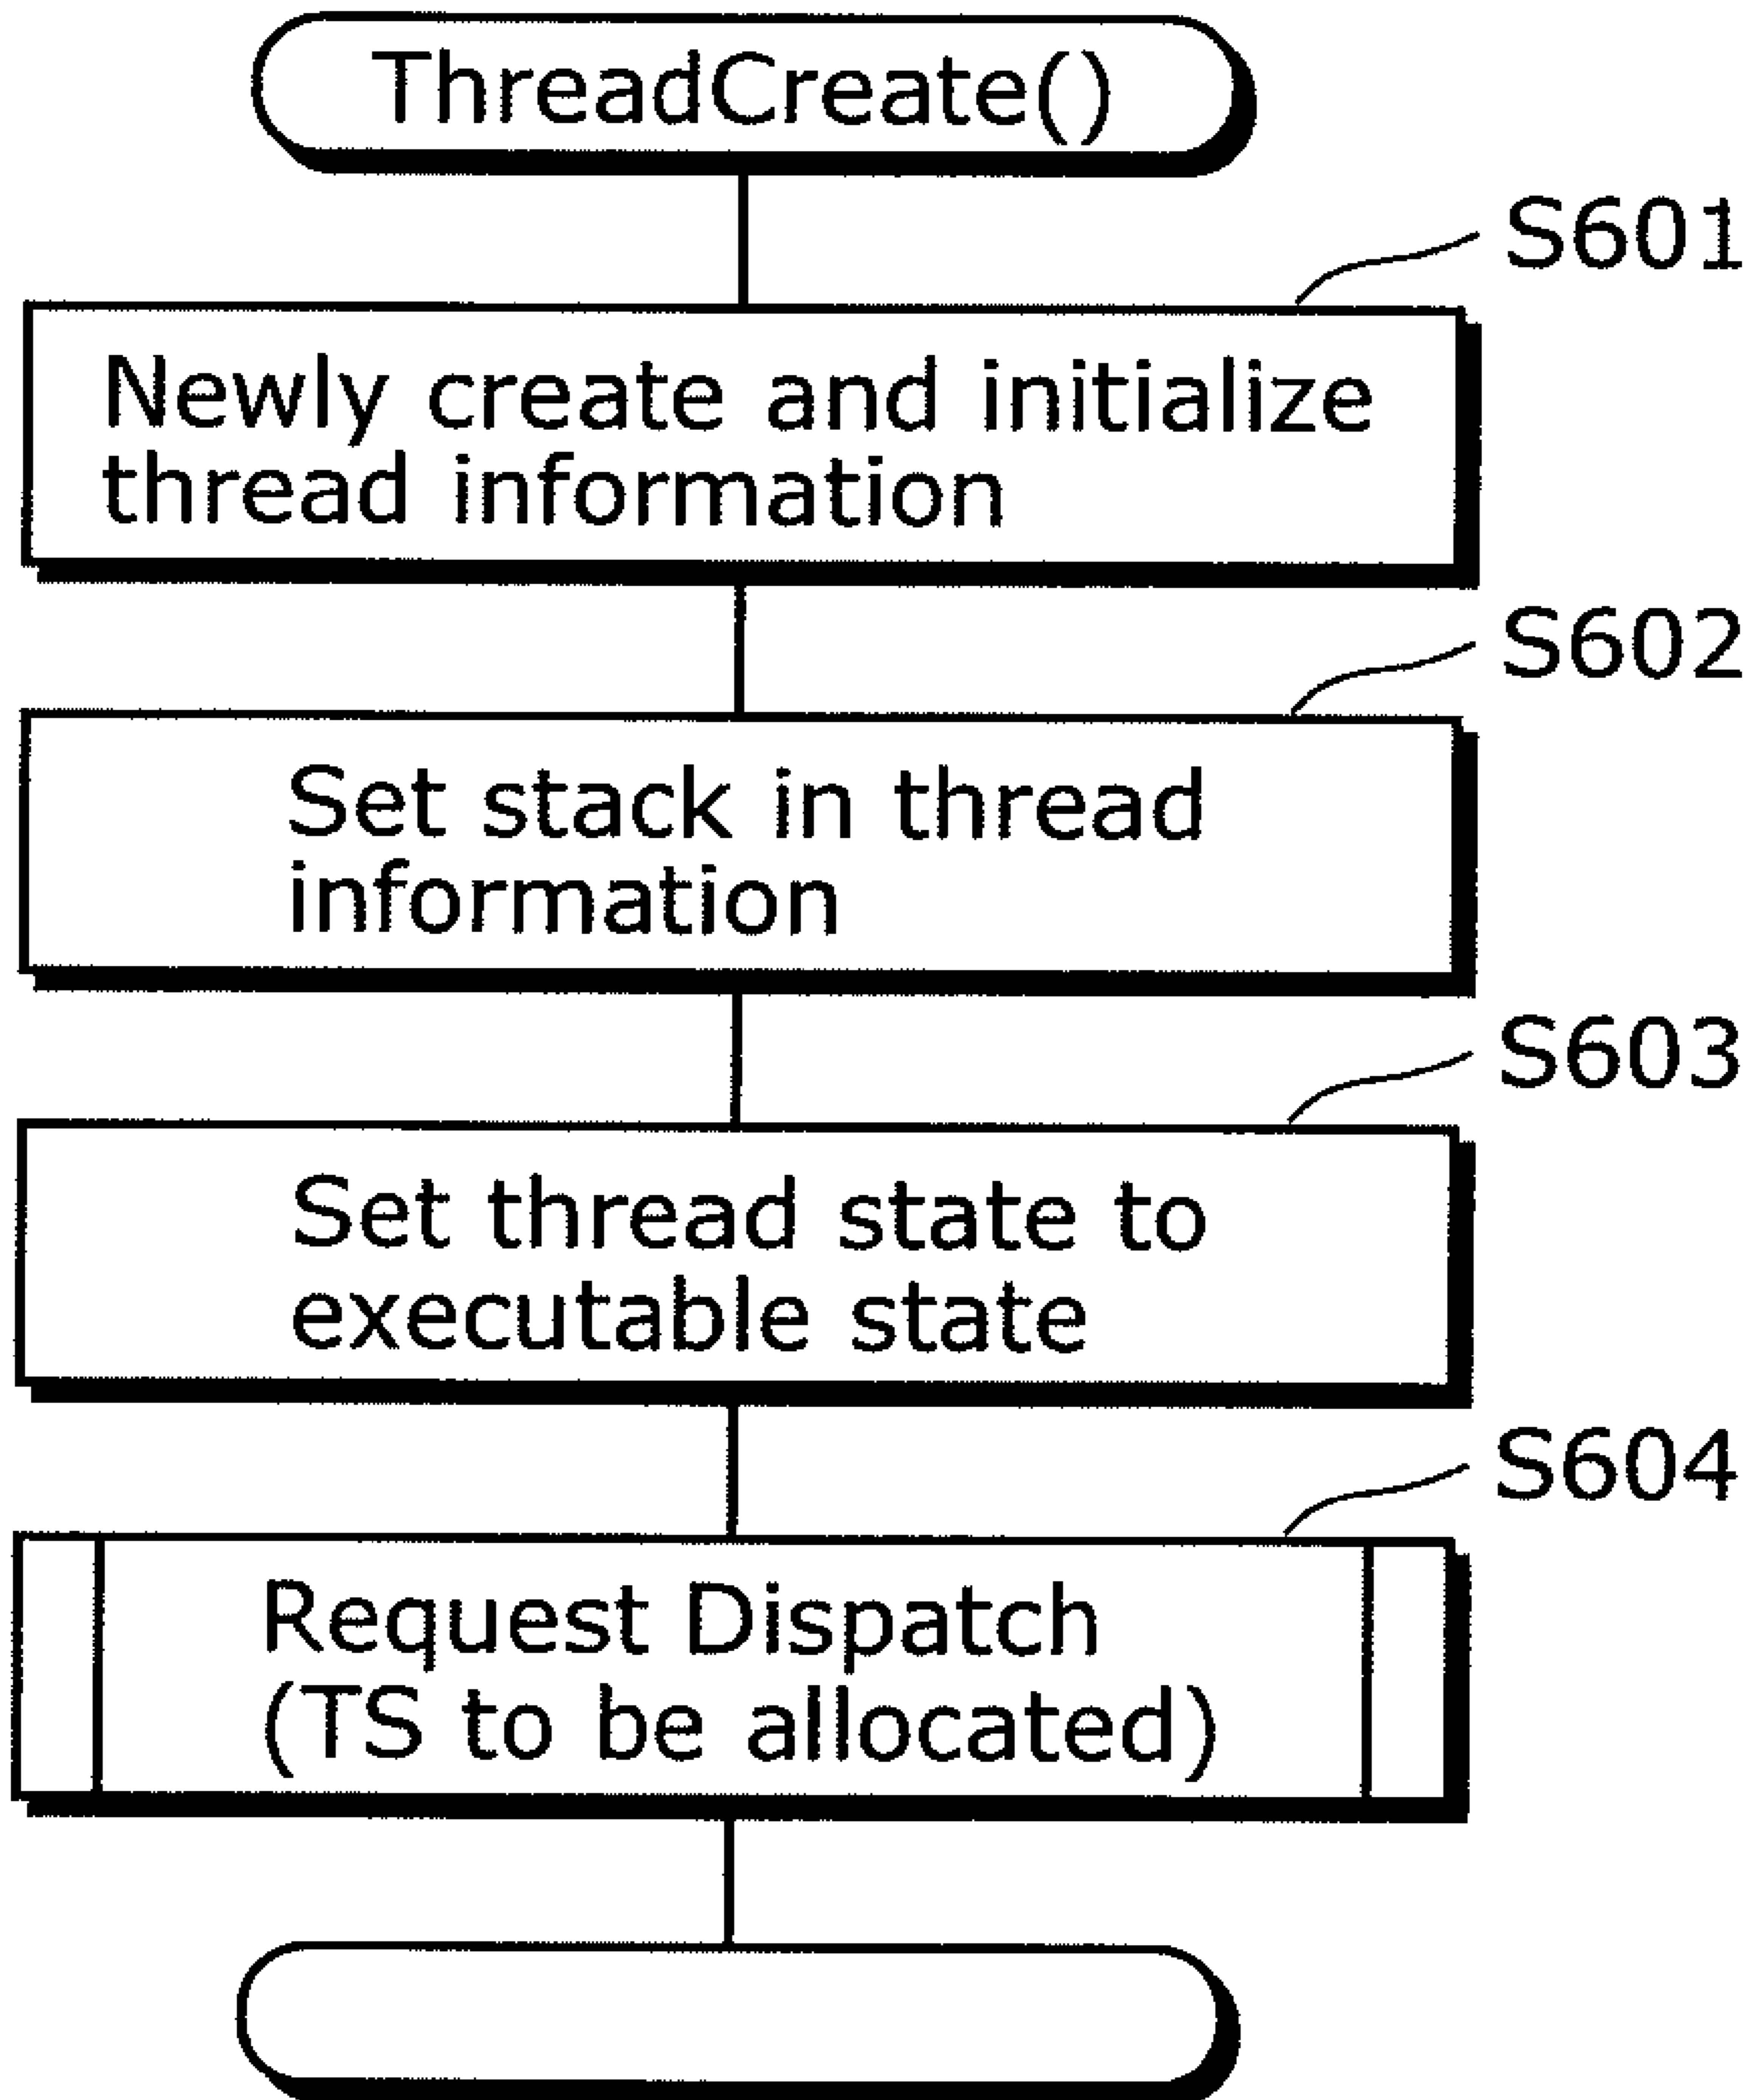 ThreadCreate()
S601
Newly create and initialize
thread information
S602
Set stack in thread
information
S603
Set thread state to
executable state
S604
Request Dispatch
(TS to be allocated)